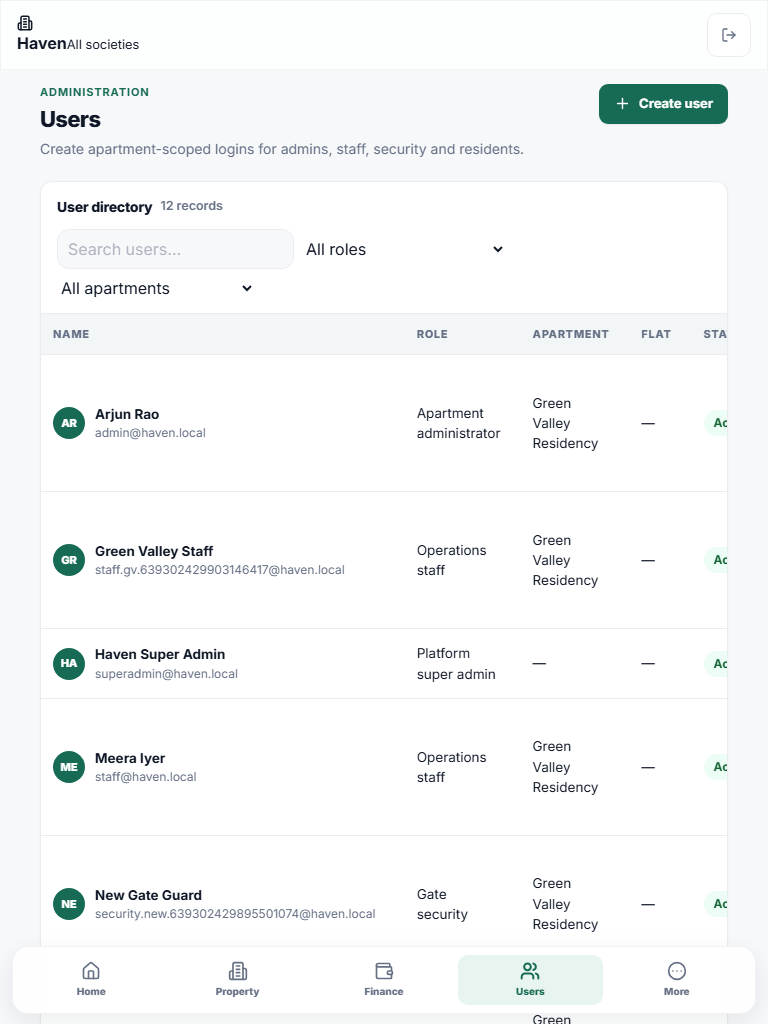 HavenAll societies
ADMINISTRATION
Users
Create user
Create apartment-scoped logins for admins, staff, security and residents.
User directory 12 records
Search users...
All roles
All apartments
NAME ROLE APARTMENT FLAT STA
AR Arjun Rao
admin@haven.local
Apartment
administrator
Green
Valley
Residency
—
Ac
GR Green Valley Staff
staff.gv.639302429903146417@haven.local
Operations
staff
Green
Valley
Residency
—
Ac
HA Haven Super Admin
superadmin@haven.local
Platform
super admin
—
—
Ac
ME Meera Iyer
staff@haven.local
Operations
staff
Green
Valley
Residency
—
Ac
NE New Gate Guard
security.new.639302429895501074@haven.local
Gate
security
Green
Valley
Residency
—
Ac
Home Property Finance Users More
Green